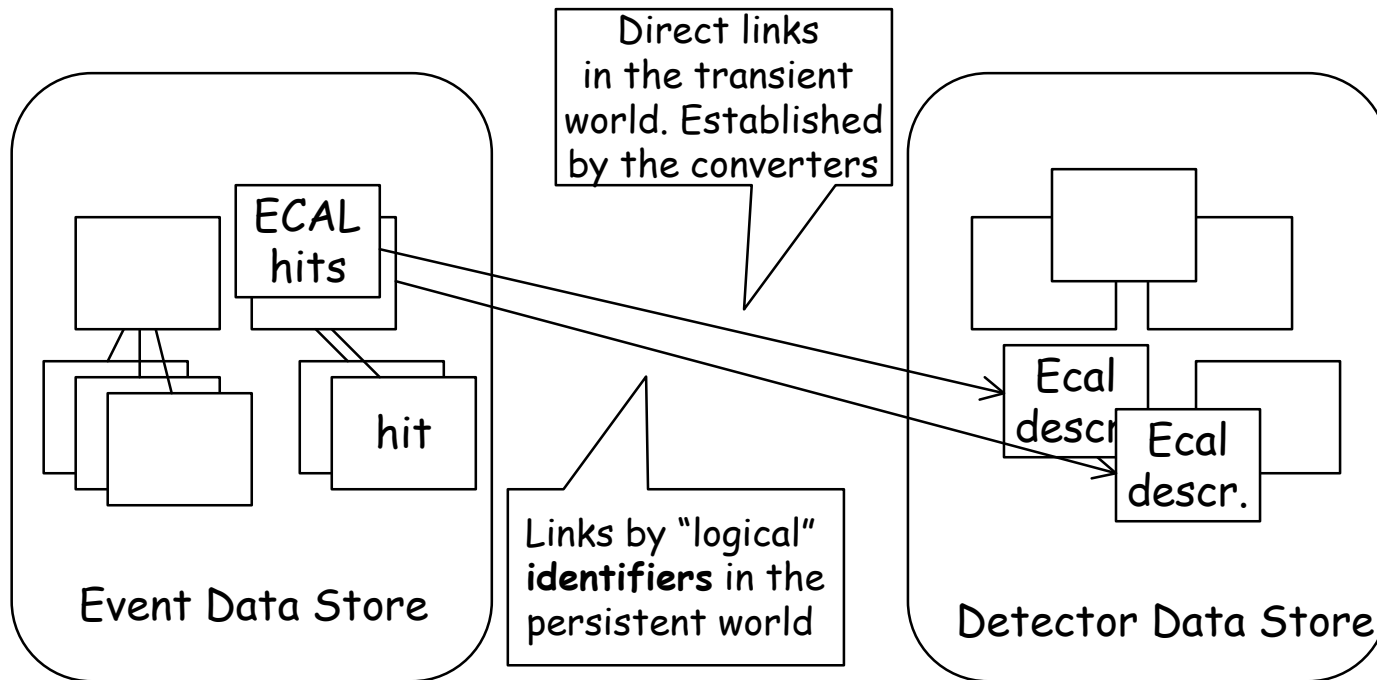 Direct links
in the transient
world. Established
by the converters
ECAL
hits
hit
Event Data Store
Links by “logical”
identifiers in the
persistent world
Ecal
descr
Ecal
descr.
Detector Data Store